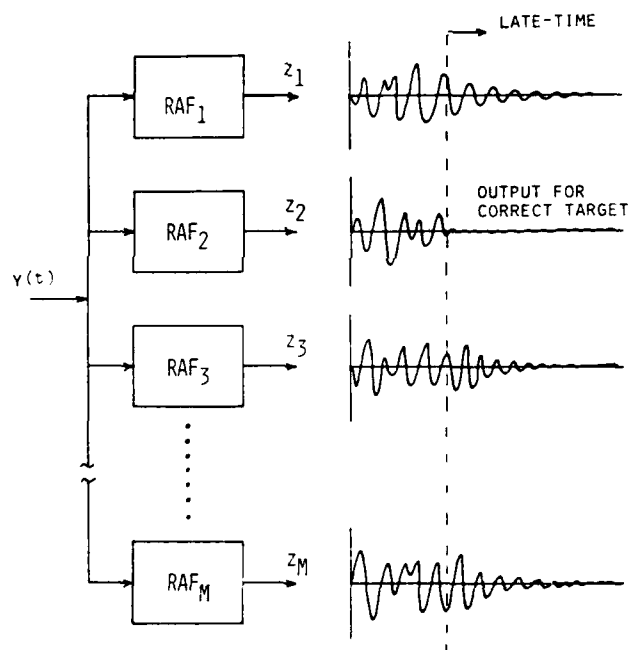 LATE-TIME
Z1
RAF1
OUTPUT FOR
CORRECT TARGET
Z2
RAF2
Y(t)
Z3
RAF3
ZM
RAFM